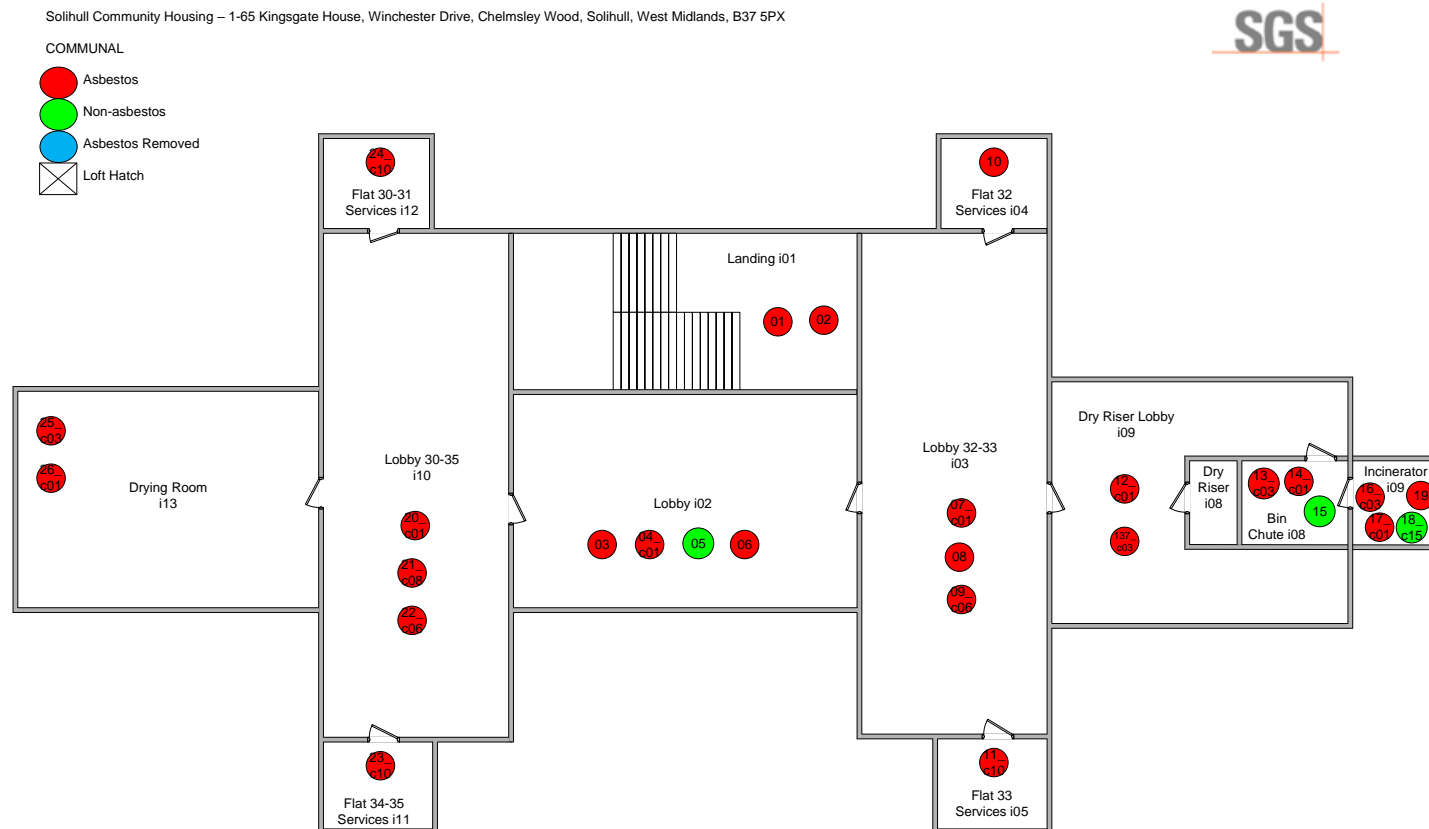 Solihull Community Housing – 1-65 Kingsgate House, Winchester Drive, Chelmsley Wood, Solihull, West Midlands, B37 5PX
SGS
COMMUNAL
Asbestos
Non-asbestos
Asbestos Removed
Loft Hatch
24_
c10
Flat 30-31
Services i12
10
Flat 32
Services i04
Landing i01
01
02
25_
c03
26_
c01
Drying Room
i13
Lobby 30-35
i10
20_
c01
21_
c08
22_
c06
Lobby i02
03
04_
c01
05
06
Lobby 32-33
i03
07_
c01
08
09_
c06
Dry Riser Lobby
i09
12_
c01
137_
c03
Dry
Riser
i08
13_
c03
14_
c01
15
Bin
Chute i08
Incinerator
i09
16_
c03
19
17_
c01
18_
c15
23_
c10
Flat 34-35
Services i11
11_
c10
Flat 33
Services i05